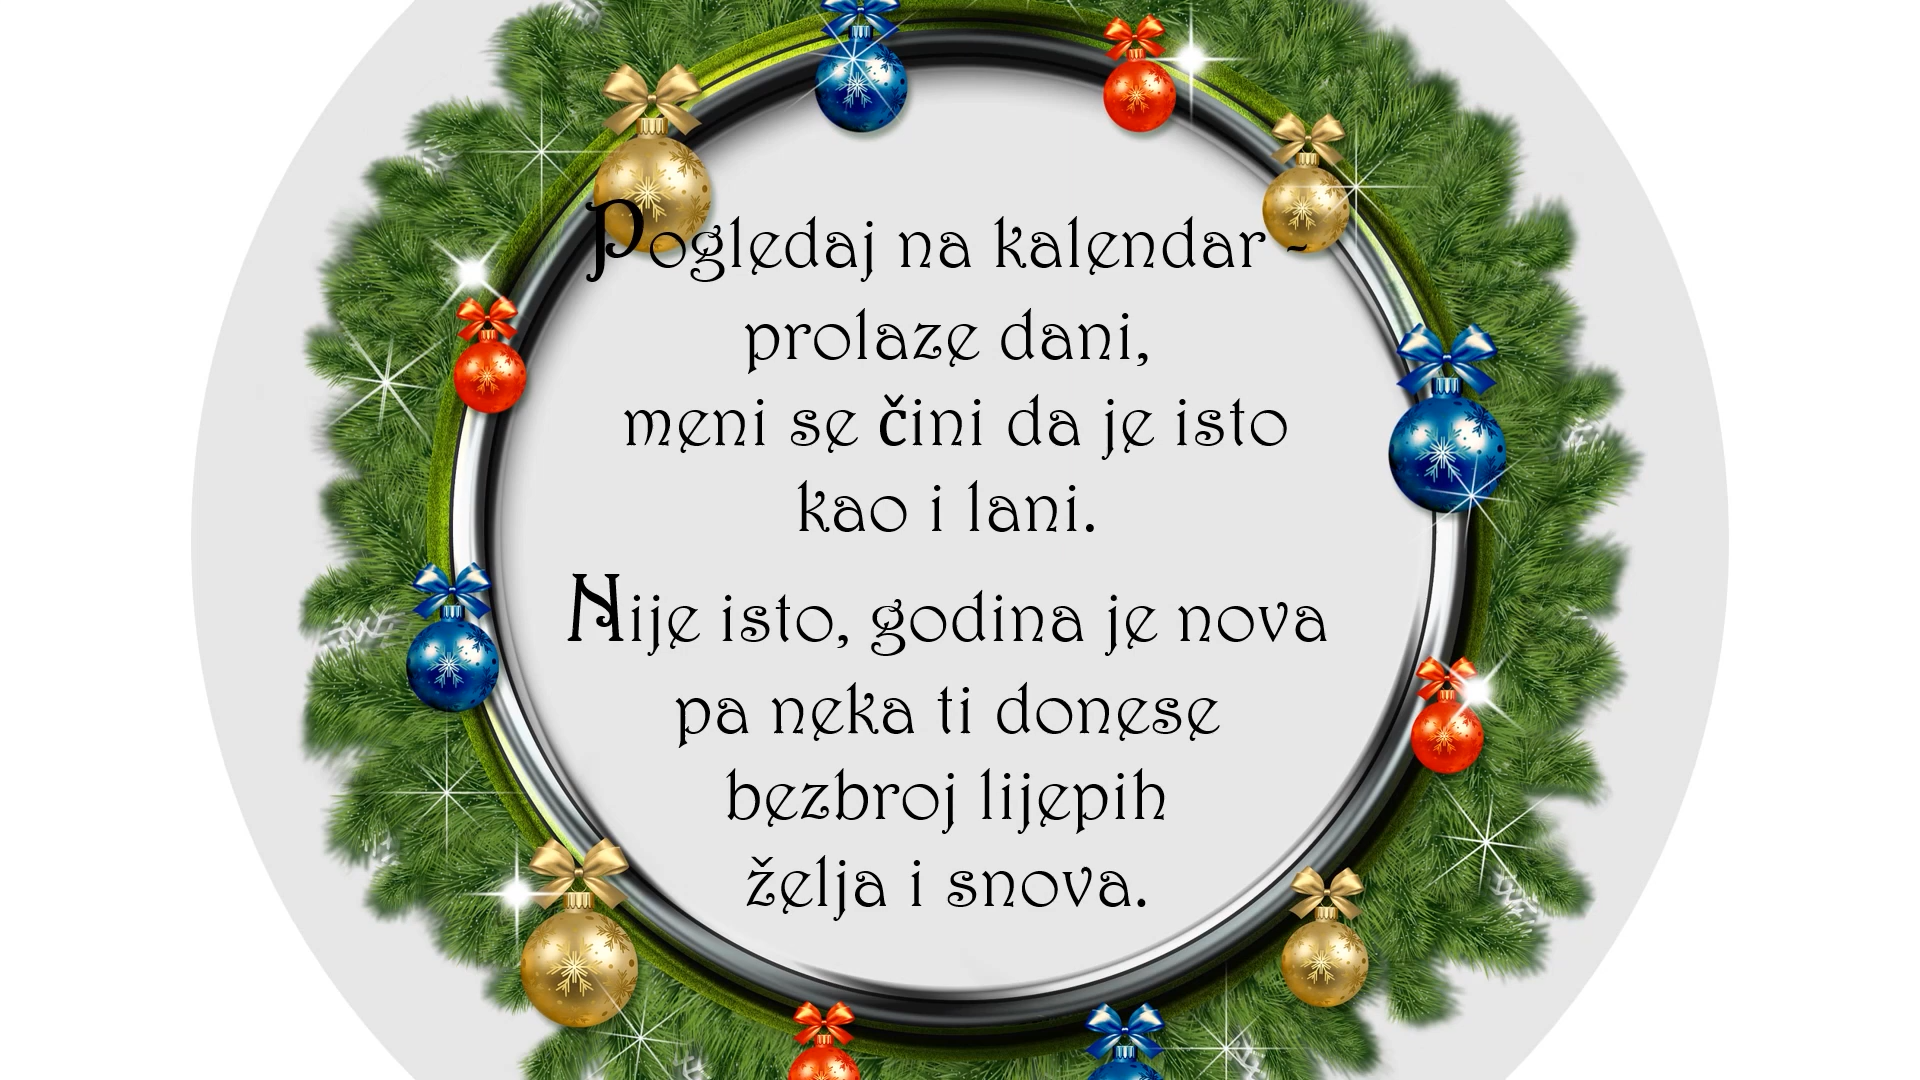 Pogledaj na kalendar -
prolaze dani,
meni se čini da je isto
kao i lani.
Nije isto, godina je nova
pa neka ti donese
bezbroj lijepih
želja i snova.